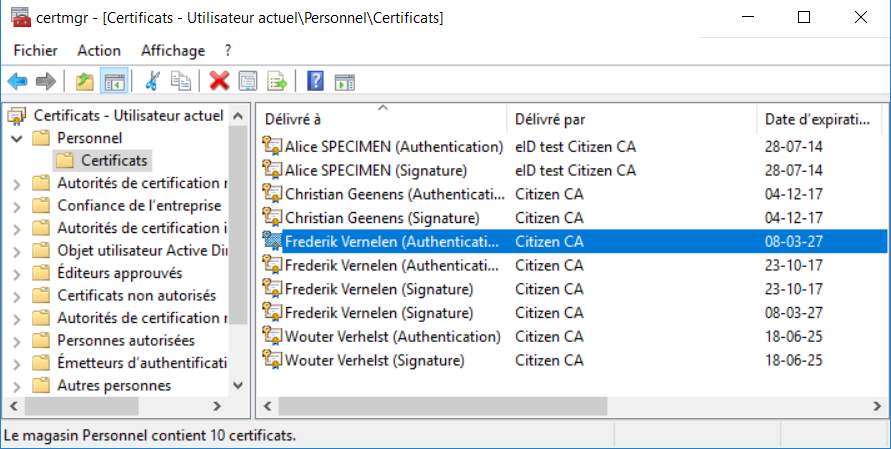 certmgr - [Certificats - Utilisateur actuel\Personnel\Certificats]
Fichier Action Affichage ?
Certificats - Utilisateur actuel
Personnel
Certificats
Autorités de certification r
Confiance de l'entreprise
Autorités de certification i
Objet utilisateur Active Di
Éditeurs approuvés
Certificats non autorisés
Autorités de certification r
Personnes autorisées
Émetteurs d'authentificati
Autres personnes
Délivré à Délivré par Date d'expirati...
Alice SPECIMEN (Authentication) eID test Citizen CA 28-07-14
Alice SPECIMEN (Signature) eID test Citizen CA 28-07-14
Christian Geenens (Authenticati... Citizen CA 04-12-17
Christian Geenens (Signature) Citizen CA 04-12-17
Frederik Vernelen (Authenticati... Citizen CA 08-03-27
Frederik Vernelen (Authenticati... Citizen CA 23-10-17
Frederik Vernelen (Signature) Citizen CA 23-10-17
Frederik Vernelen (Signature) Citizen CA 08-03-27
Wouter Verhelst (Authentication) Citizen CA 18-06-25
Wouter Verhelst (Signature) Citizen CA 18-06-25
Le magasin Personnel contient 10 certificats.